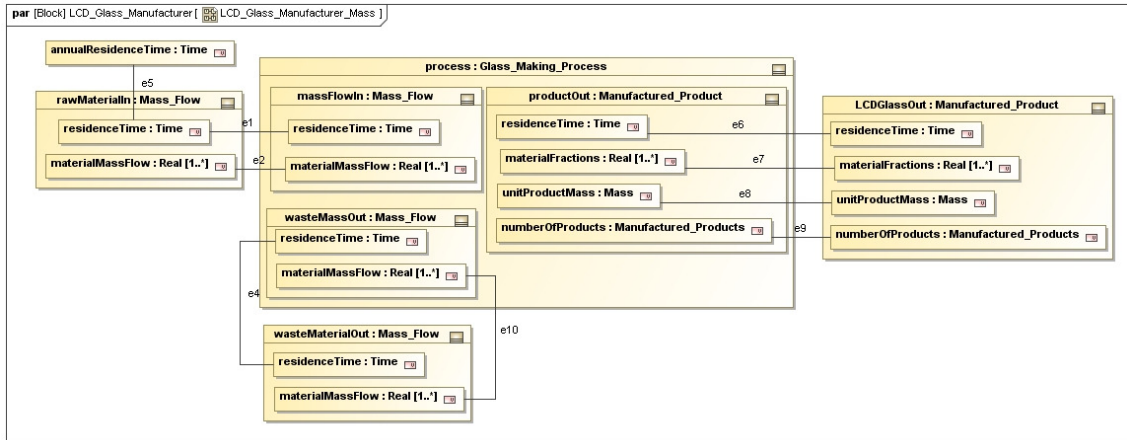 par [Block] LCD_Glass_Manufacturer [ LCD_Glass_Manufacturer_Mass ]
annualResidenceTime : Time
e5
rawMaterialIn : Mass_Flow
residenceTime : Time
materialMassFlow : Real [1..*]
e1
e2
process : Glass_Making_Process
massFlowIn : Mass_Flow
residenceTime : Time
materialMassFlow : Real [1..*]
wasteMassOut : Mass_Flow
residenceTime : Time
materialMassFlow : Real [1..*]
productOut : Manufactured_Product
residenceTime : Time
materialFractions : Real [1..*]
unitProductMass : Mass
numberOfProducts : Manufactured_Products
e6
e7
e8
e9
LCDGlassOut : Manufactured_Product
residenceTime : Time
materialFractions : Real [1..*]
unitProductMass : Mass
numberOfProducts : Manufactured_Products
e4
e10
wasteMaterialOut : Mass_Flow
residenceTime : Time
materialMassFlow : Real [1..*]